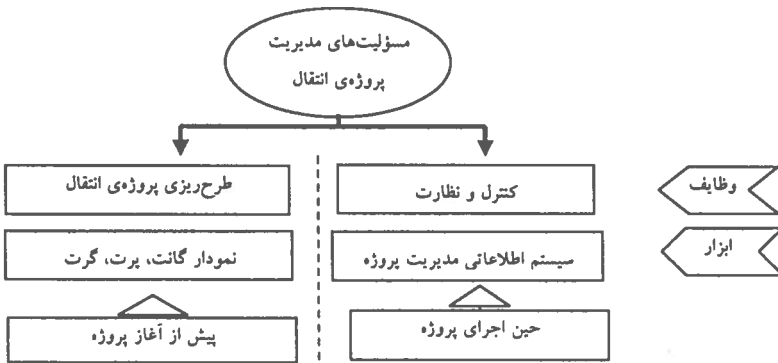 مسؤلیت‌های مدیریت
پروژه‌ی انتقال
وظایف
کنترل و نظارت
طرح‌ریزی پروژه‌ی انتقال
ابزار
سیستم اطلاعاتی مدیریت پروژه
نمودار گانت، پرت، گرت
حین اجرای پروژه
پیش از آغاز پروژه